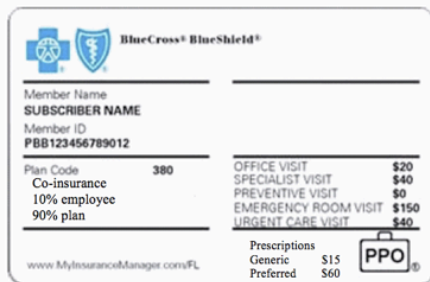 BlueCross® BlueShield®
Member Name
SUBSCRIBER NAME
Member ID
PBB123456789012
Plan Code 380
Co-insurance
10% employee
90% plan
OFFICE VISIT $20
SPECIALIST VISIT $40
PREVENTIVE VISIT $0
EMERGENCY ROOM VISIT $150
URGENT CARE VISIT $40
Prescriptions
Generic $15
Preferred $60
PPO®
www.MyInsuranceManager.com/FL